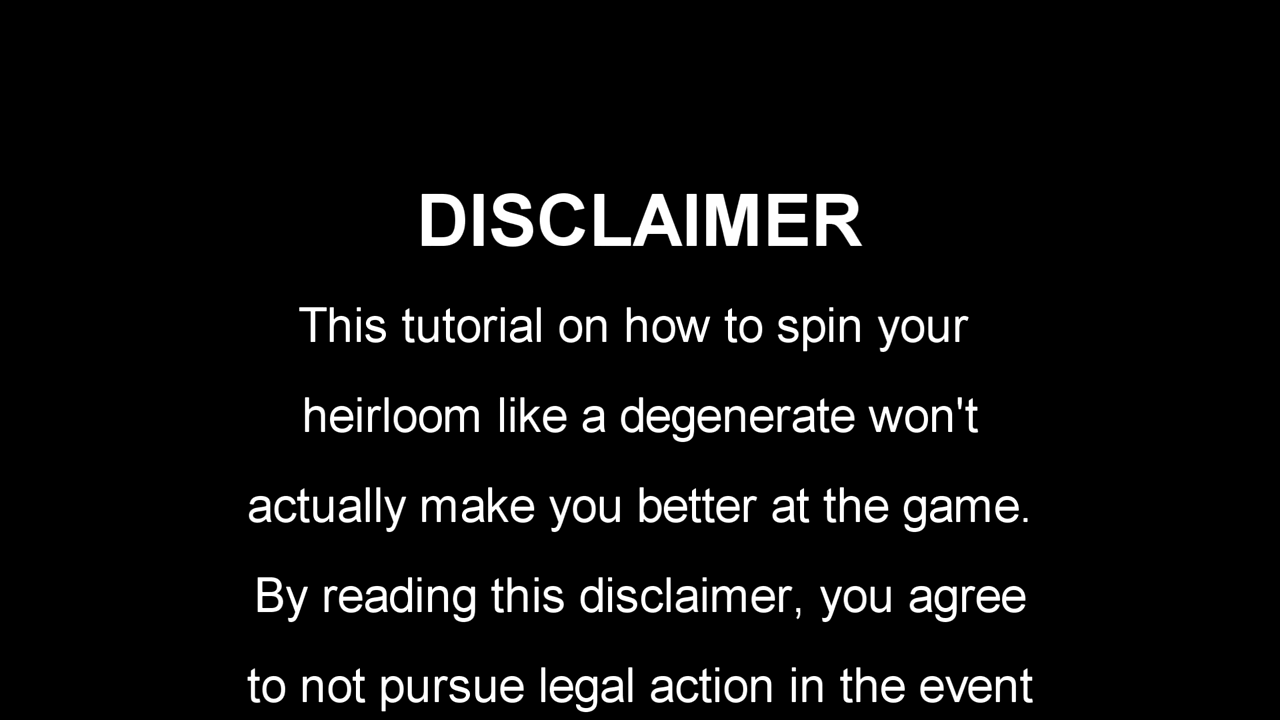 DISCLAIMER
This tutorial on how to spin your
heirloom like a degenerate won't
actually make you better at the game.
By reading this disclaimer, you agree
to not pursue legal action in the event